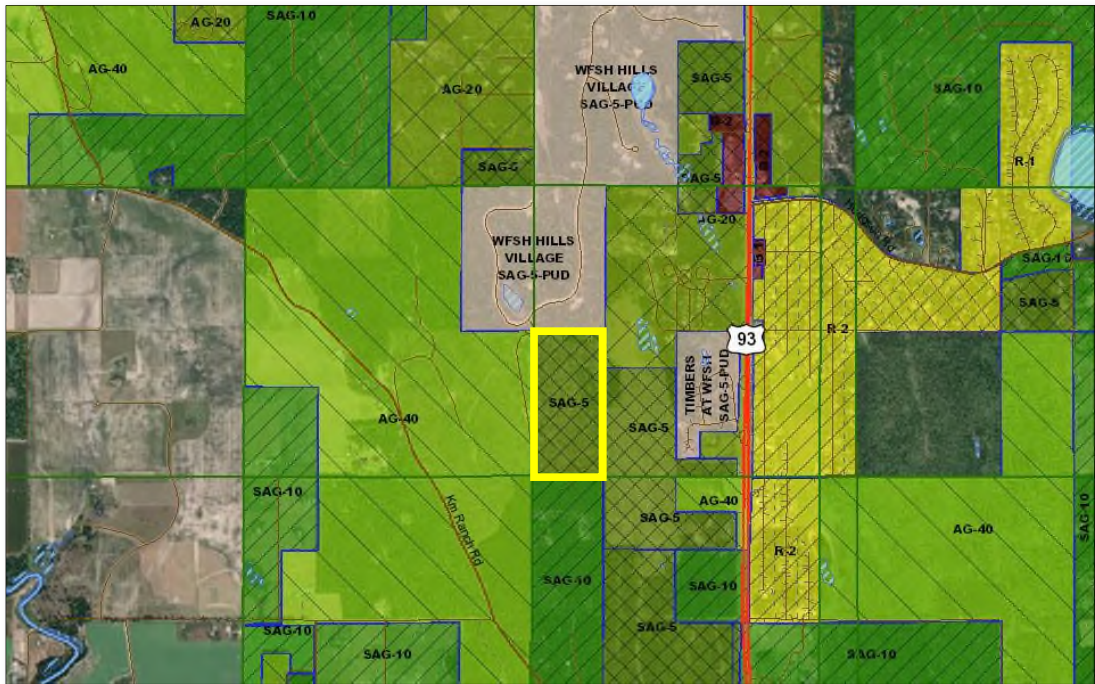 SAG-10
AG-20
AG-40
WFSH HILLS
VILLAGE
SAG-5-PUD
SAG-5
AG-20
SAG-10
B-2
R-1
SAG-5
SAG-5
AG-20
WFSH HILLS
VILLAGE
SAG-5-PUD
SAG-10
SAG-5
R-2
93
TIMBERS
AT WFSH
SAG-5-PUD
SAG-5
AG-40
SAG-5
SAG-10
AG-40
Km Ranch Rd
SAG-5
AG-40
SAG-10
R-2
SAG-10
SAG-10
SAG-10
SAG-5
SAG-10
SAG-10